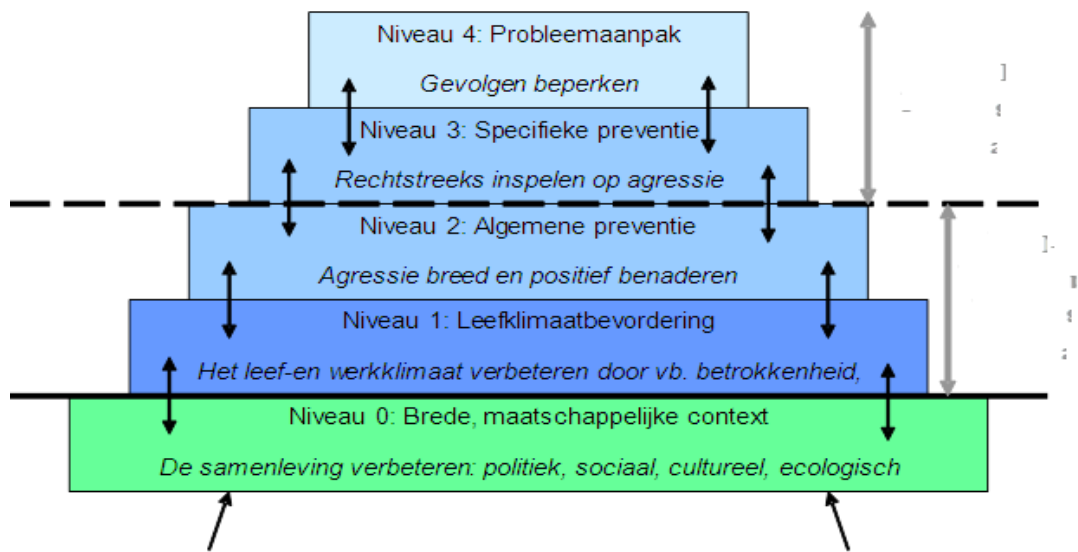 Niveau 4: Probleemaanpak
Gevolgen beperken
Niveau 3: Specifieke preventie
Rechtstreeks inspelen op agressie
Niveau 2: Algemene preventie
Agressie breed en positief benaderen
Niveau 1: Leefklimaatbevordering
Het leef-en werkklimaat verbeteren door vb. betrokkenheid,
Niveau 0: Brede, maatschappelijke context
De samenleving verbeteren: politiek, sociaal, cultureel, ecologisch